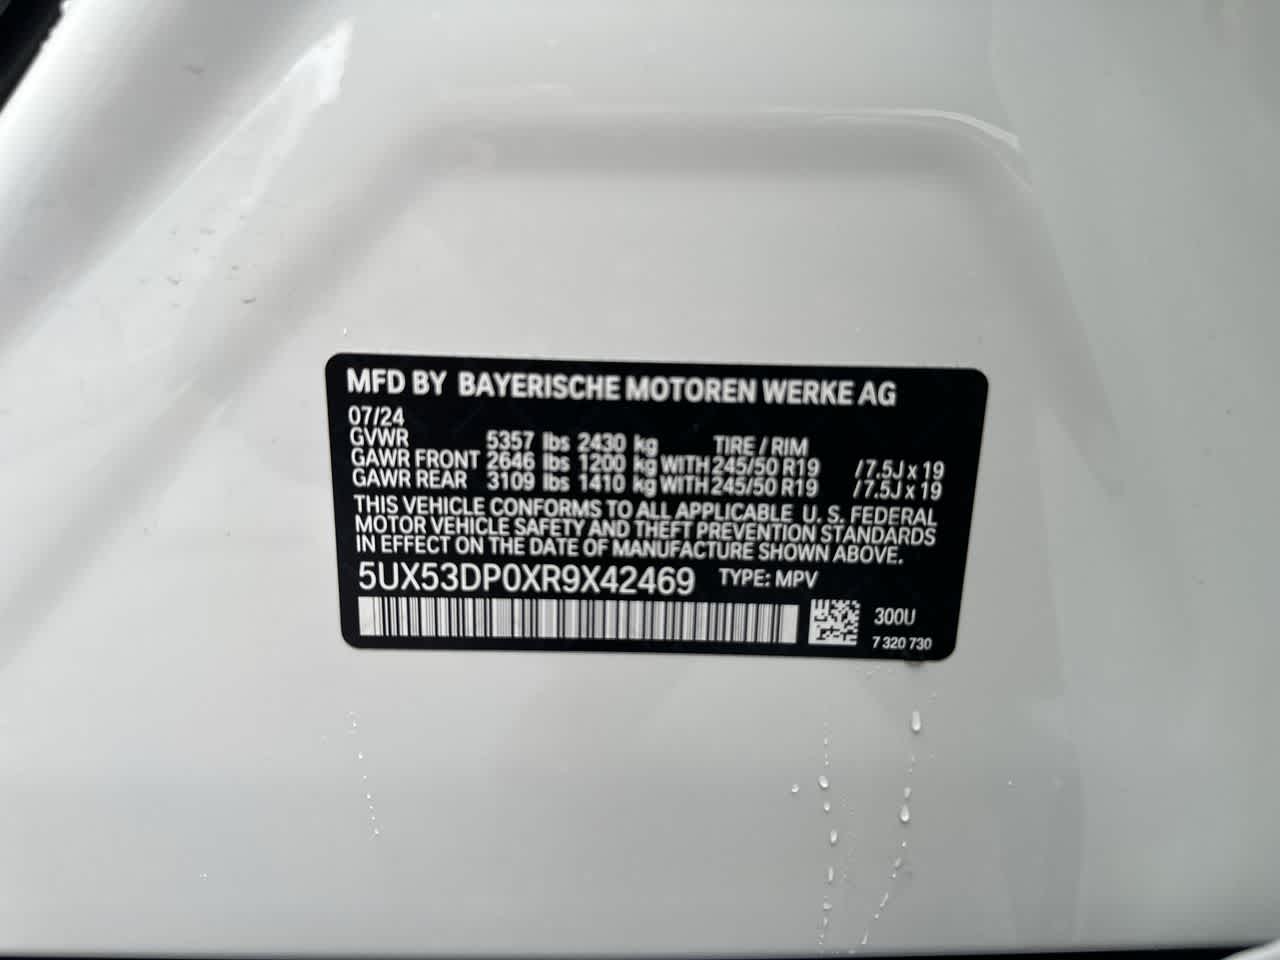 MFD BY BAYERISCHE MOTOREN WERKE AG
07/24
GVWR 5357 lbs 2430 kg TIRE / RIM
GAWR FRONT 2646 lbs 1200 kg WITH 245/50 R19 / 7.5J x 19
GAWR REAR 3109 lbs 1410 kg WITH 245/50 R19 / 7.5J x 19
THIS VEHICLE CONFORMS TO ALL APPLICABLE U. S. FEDERAL
MOTOR VEHICLE SAFETY AND THEFT PREVENTION STANDARDS
IN EFFECT ON THE DATE OF MANUFACTURE SHOWN ABOVE.
5UX53DP0XR9X42469 TYPE: MPV
300U
7 320 730